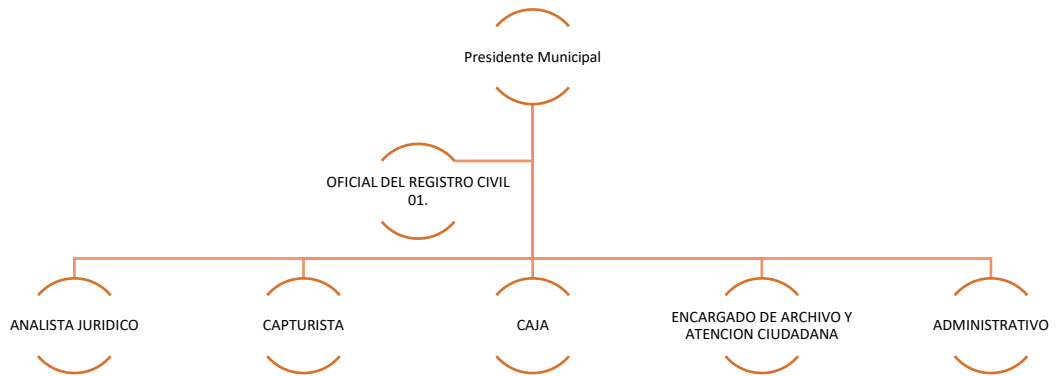 Presidente Municipal
OFICIAL DEL REGISTRO CIVIL
01.
ANALISTA JURIDICO
CAPTURISTA
CAJA
ENCARGADO DE ARCHIVO Y
ATENCION CIUDADANA
ADMINISTRATIVO